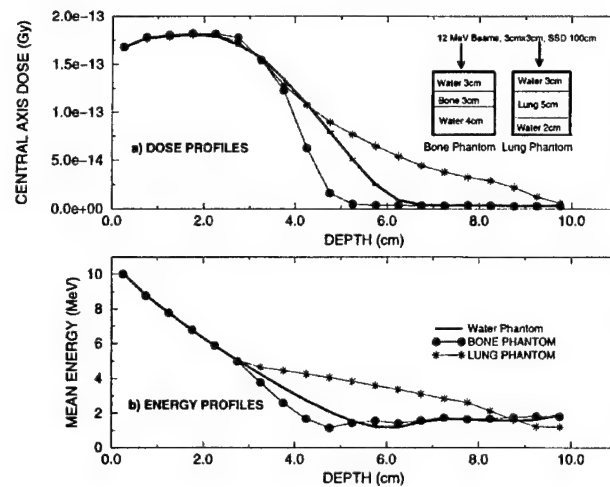 CENTRAL AXIS DOSE (Gy)
2.0e−13
1.5e−13
1.0e−13
5.0e−14
0.0e+00
a) DOSE PROFILES
12 MeV Beams, 3cmx3cm, SSD 100cm
Water 3cm
Bone 3cm
Water 4cm
Bone Phantom
Water 3cm
Lung 5cm
Water 2cm
Lung Phantom
0.0 2.0 4.0 6.0 8.0 10.0
DEPTH (cm)
MEAN ENERGY (MeV)
10
8
6
4
2
0
b) ENERGY PROFILES
Water Phantom
BONE PHANTOM
LUNG PHANTOM
0.0 2.0 4.0 6.0 8.0 10.0
DEPTH (cm)